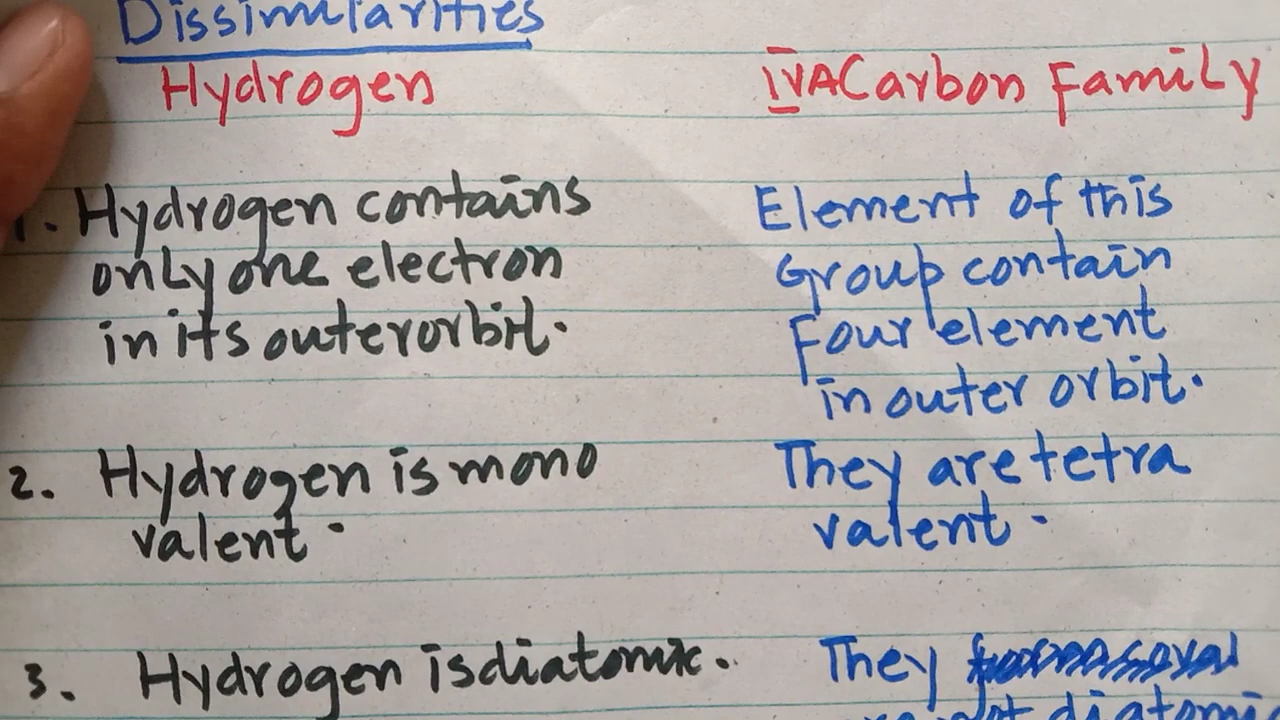 Dissimilarities
Hydrogen
IVA Carbon Family
1. Hydrogen contains
only one electron
in its outer orbit.
Element of this
Group contain
Four element
in outer orbit.
2. Hydrogen is mono
valent.
They are tetra
valent.
3. Hydrogen is diatomic.
They
not diatomic